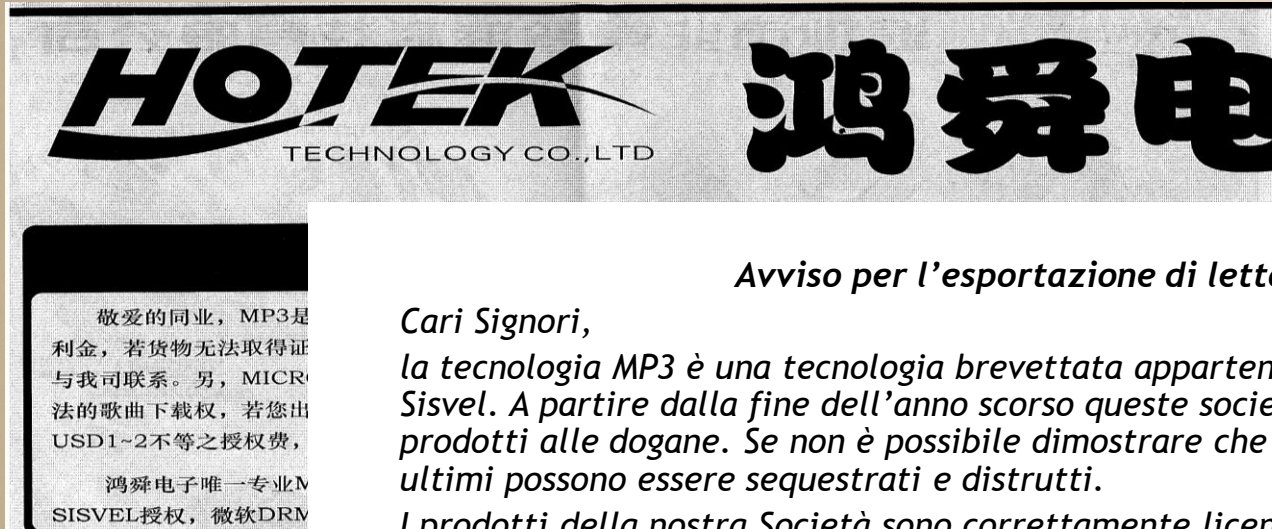 HOTEK
TECHNOLOGY CO.,LTD
鸿舜电
敬爱的同业，MP3是
利金，若货物无法取得证
与我司联系。另，MICR
法的歌曲下载权，若您出
USD1~2不等之授权费，
鸿舜电子唯一专业M
SISVEL授权，微软DRM
Avviso per l’esportazione di lett
Cari Signori,
la tecnologia MP3 è una tecnologia brevettata apparten
Sisvel. A partire dalla fine dell’anno scorso queste socie
prodotti alle dogane. Se non è possibile dimostrare che
ultimi possono essere sequestrati e distrutti.
I prodotti della nostra Società sono correttamente licen